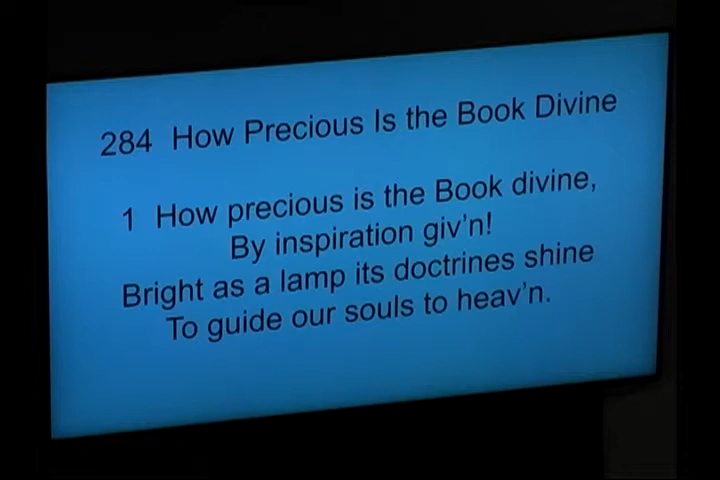 284 How Precious Is the Book Divine
1 How precious is the Book divine,
By inspiration giv'n!
Bright as a lamp its doctrines shine
To guide our souls to heav'n.